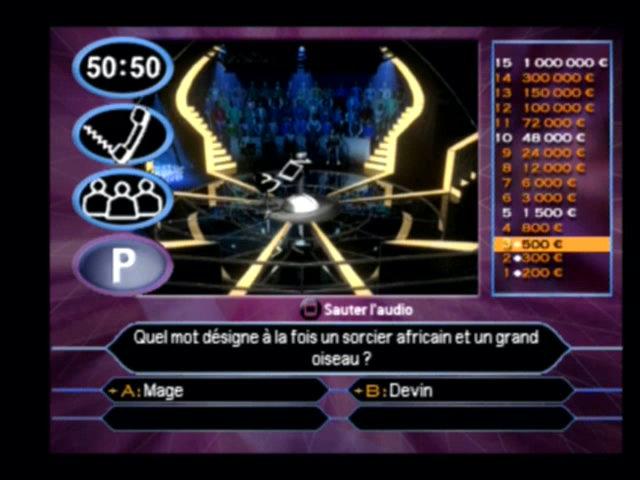 50:50
P
15 1 000 000 €
14 300 000 €
13 150 000 €
12 100 000 €
11 72 000 €
10 48 000 €
9 24 000 €
8 12 000 €
7 6 000 €
6 3 000 €
5 1 500 €
4 800 €
3 500 €
2 300 €
1 200 €
Sauter l'audio
Quel mot désigne à la fois un sorcier africain et un grand
oiseau ?
A: Mage
B: Devin